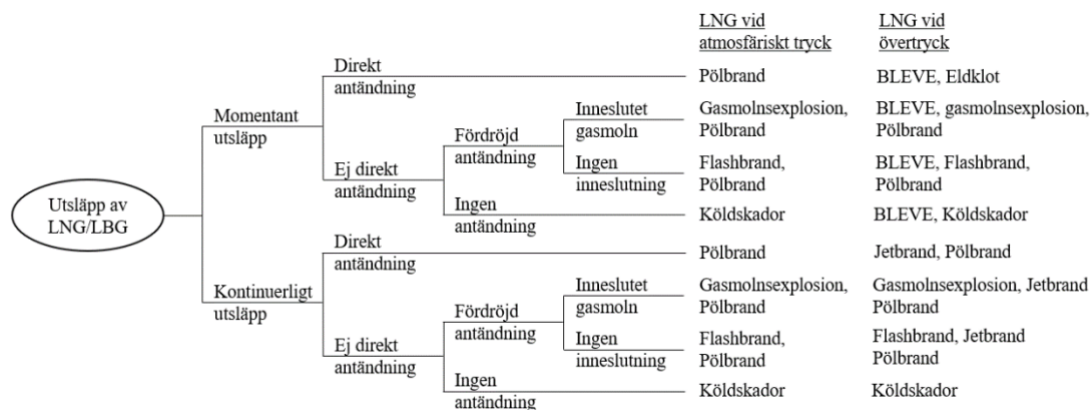 LNG vid
atmosfäriskt tryck
LNG vid
övertryck
Direkt
antändning
Pölbrand
BLEVE, Eldklot
Momentant
utsläpp
Inneslutet
gasmoln
Gasmolnsexplosion,
Pölbrand
BLEVE, gasmolnsexplosion,
Pölbrand
Fördröjd
antändning
Ej direkt
antändning
Ingen
inneslutning
Flashbrand,
Pölbrand
BLEVE, Flashbrand,
Pölbrand
Ingen
antändning
Köldskador
BLEVE, Köldskador
Utsläpp av
LNG/LBG
Direkt
antändning
Pölbrand
Jetbrand, Pölbrand
Kontinuerligt
utsläpp
Inneslutet
gasmoln
Gasmolnsexplosion,
Pölbrand
Gasmolnsexplosion, Jetbrand
Pölbrand
Fördröjd
antändning
Ej direkt
antändning
Ingen
inneslutning
Flashbrand,
Pölbrand
Flashbrand, Jetbrand
Pölbrand
Ingen
antändning
Köldskador
Köldskador